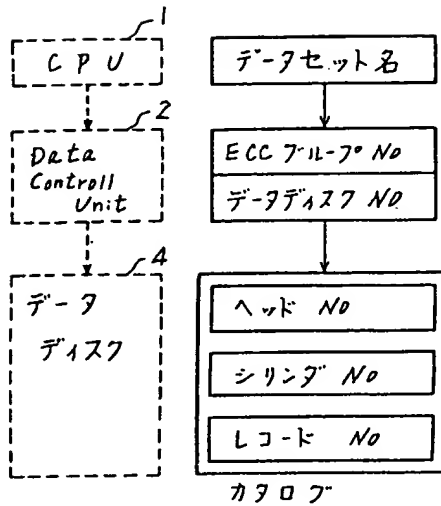 1
CPU
データセット名
2
Data
Controll
Unit
ECCグループNO
データディスクNO
4
データ
ディスク
ヘッドNO
シリンダNO
レコードNO
カタログ